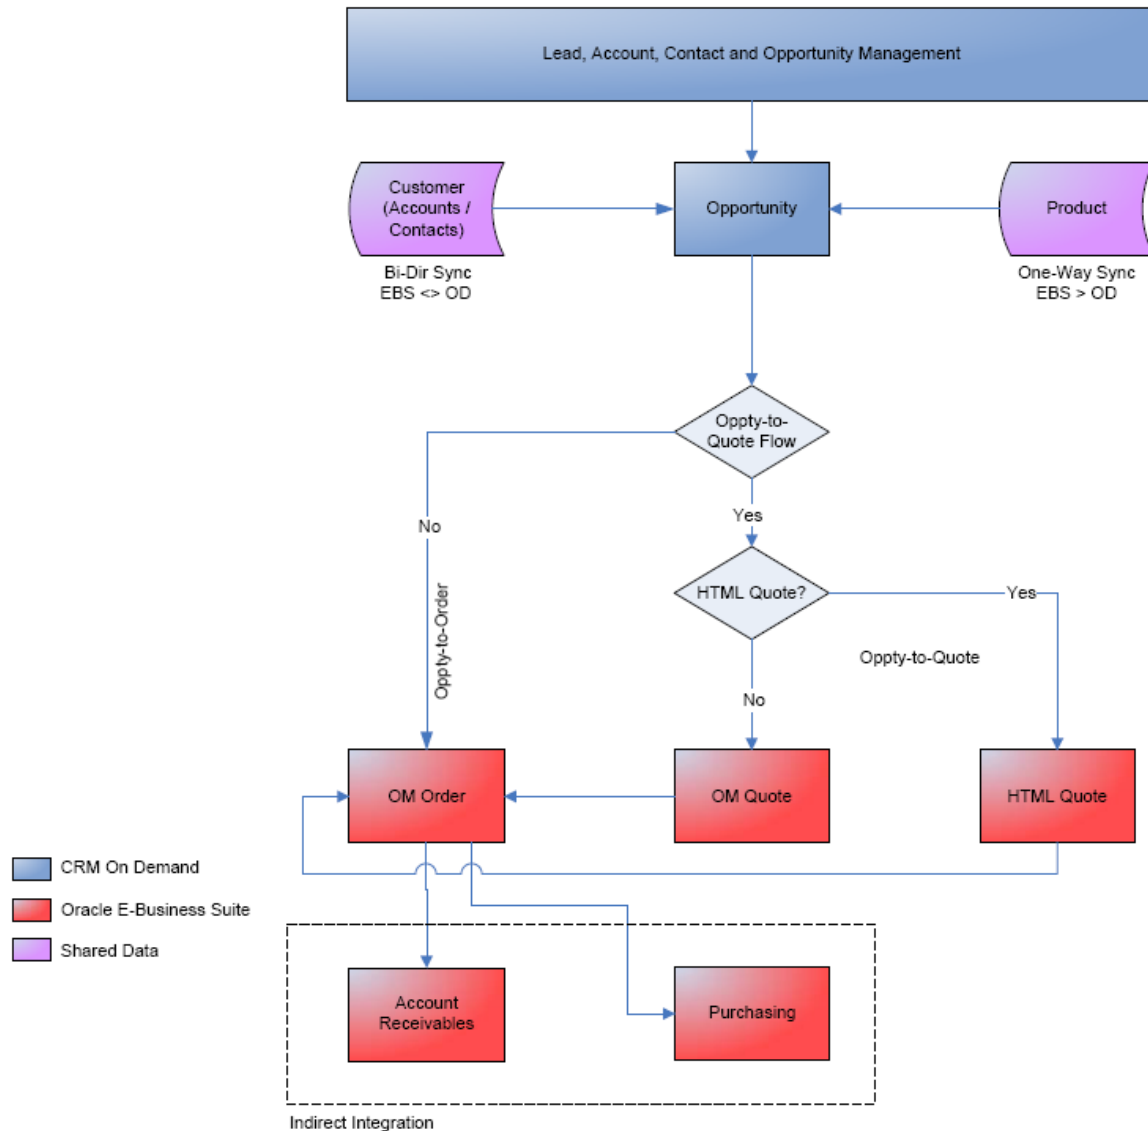 Lead, Account, Contact and Opportunity Management
Customer
(Accounts /
Contacts)
Opportunity
Product
Bi-Dir Sync
EBS <> OD
One-Way Sync
EBS > OD
Oppty-to-
Quote Flow
No
Yes
Oppty-to-Order
HTML Quote?
Yes
Oppty-to-Quote
No
OM Order
OM Quote
HTML Quote
CRM On Demand
Oracle E-Business Suite
Shared Data
Account
Receivables
Purchasing
Indirect Integration